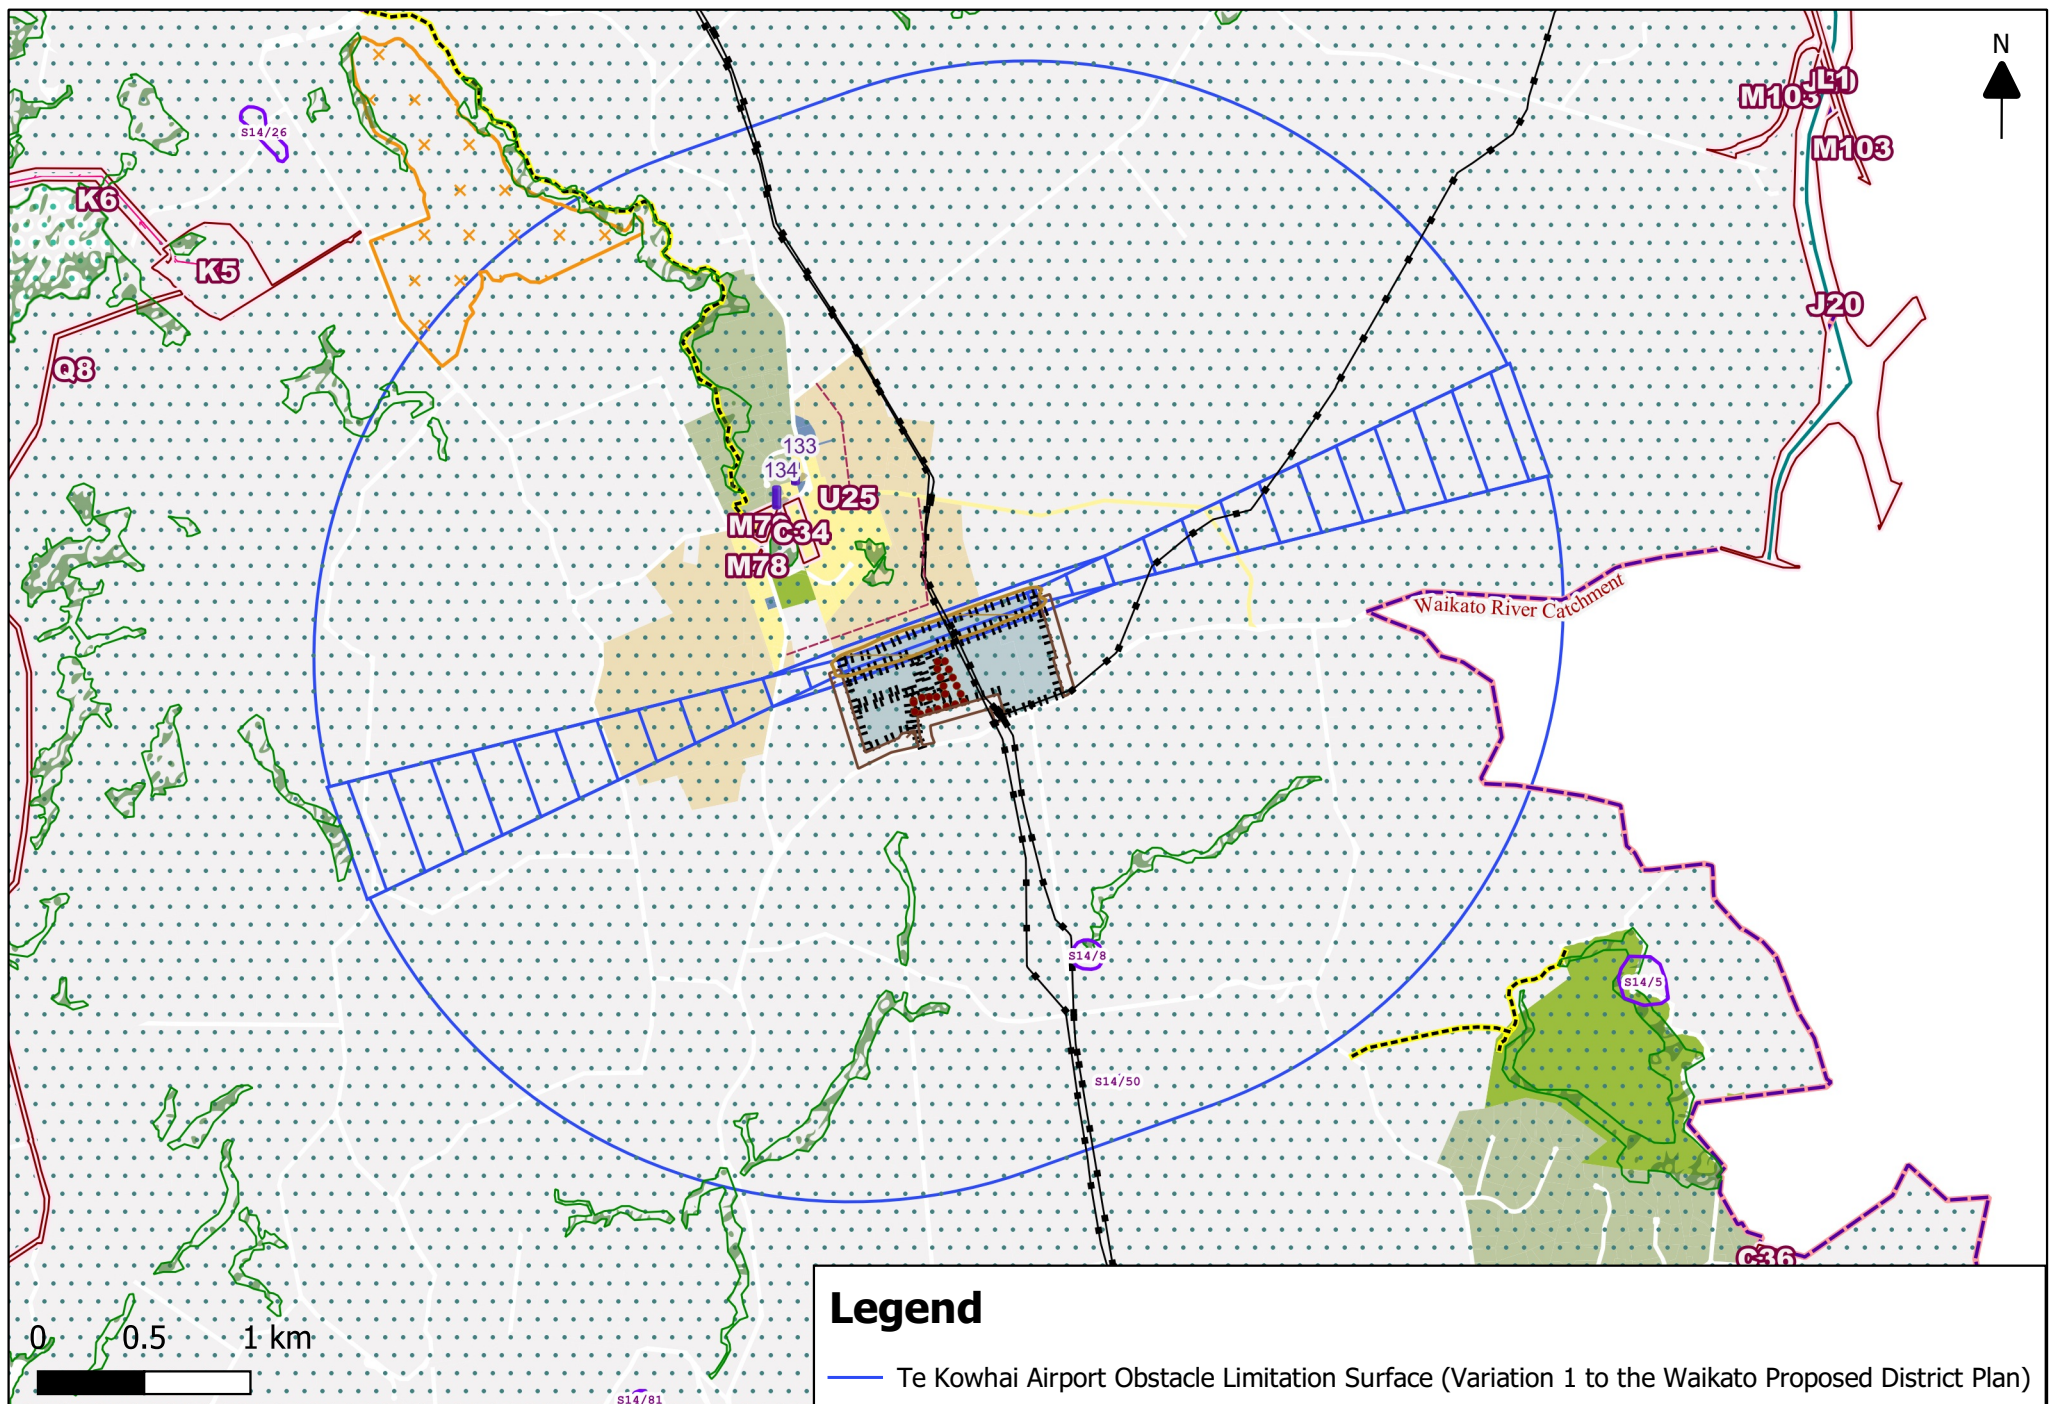 N
S14/26
JL1
M103
M103
K6
K5
J20
Q8
133
134
U25
C34
M78
Waikato River Catchment
S14/8
S14/5
S14/50
C36
Legend
0 0.5 1 km
Te Kowhai Airport Obstacle Limitation Surface (Variation 1 to the Waikato Proposed District Plan)
S14/81